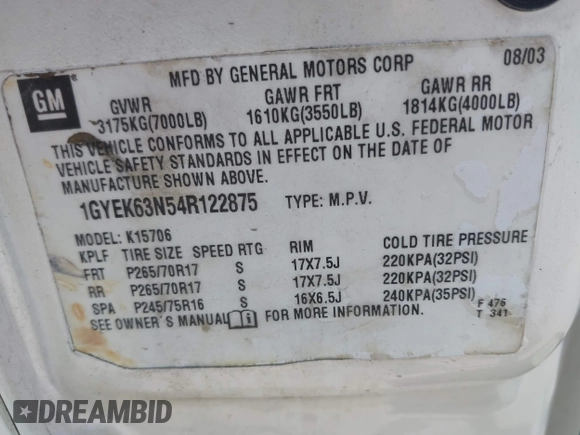 MFD BY GENERAL MOTORS CORP 08/03
GM
GVWR GAWR FRT GAWR RR
3175KG(7000LB) 1610KG(3550LB) 1814KG(4000LB)
THIS VEHICLE CONFORMS TO ALL APPLICABLE U.S. FEDERAL MOTOR
VEHICLE SAFETY STANDARDS IN EFFECT ON THE DATE OF
MANUFACTURE SHOWN ABOVE.
1GYEK63N54R122875 TYPE: M.P.V.
MODEL: K15706
KPLF TIRE SIZE SPEED RTG RIM COLD TIRE PRESSURE
FRT P265/70R17 S 17X7.5J 220KPA(32PSI)
RR P265/70R17 S 17X7.5J 220KPA(32PSI)
SPA P245/75R16 S 16X6.5J 240KPA(35PSI)
SEE OWNER'S MANUAL FOR MORE INFORMATION.
F 476
T 341
DREAMBID